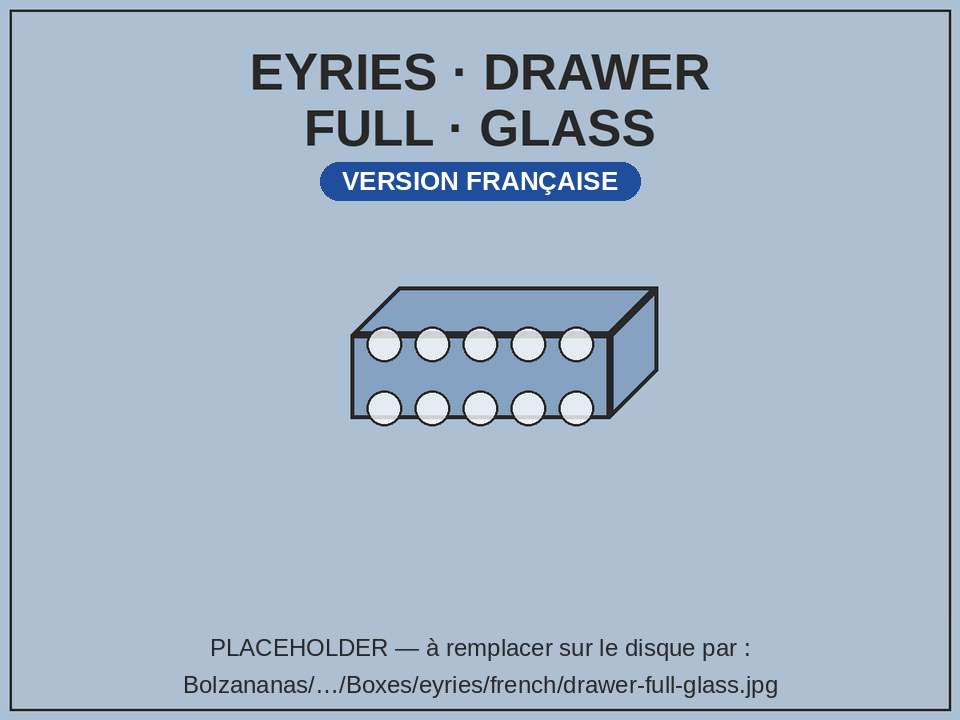 EYRIES · DRAWER
FULL · GLASS
VERSION FRANÇAISE
PLACEHOLDER — à remplacer sur le disque par :
Bolzananas/…/Boxes/eyries/french/drawer-full-glass.jpg